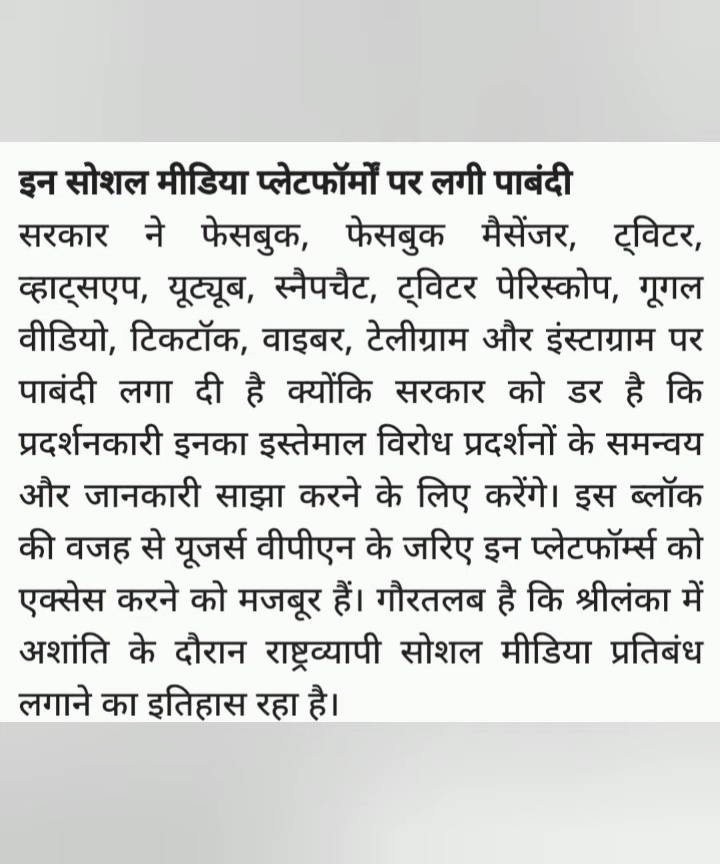 इन सोशल मीडिया प्लेटफॉर्मों पर लगी पाबंदी
सरकार ने फेसबुक, फेसबुक मैसेंजर, ट्विटर,
व्हाट्सएप, यूट्यूब, स्नैपचैट, ट्विटर पेरिस्कोप, गूगल
वीडियो, टिकटॉक, वाइबर, टेलीग्राम और इंस्टाग्राम पर
पाबंदी लगा दी है क्योंकि सरकार को डर है कि
प्रदर्शनकारी इनका इस्तेमाल विरोध प्रदर्शनों के समन्वय
और जानकारी साझा करने के लिए करेंगे। इस ब्लॉक
की वजह से यूजर्स वीपीएन के जरिए इन प्लेटफॉर्म्स को
एक्सेस करने को मजबूर हैं। गौरतलब है कि श्रीलंका में
अशांति के दौरान राष्ट्रव्यापी सोशल मीडिया प्रतिबंध
लगाने का इतिहास रहा है।